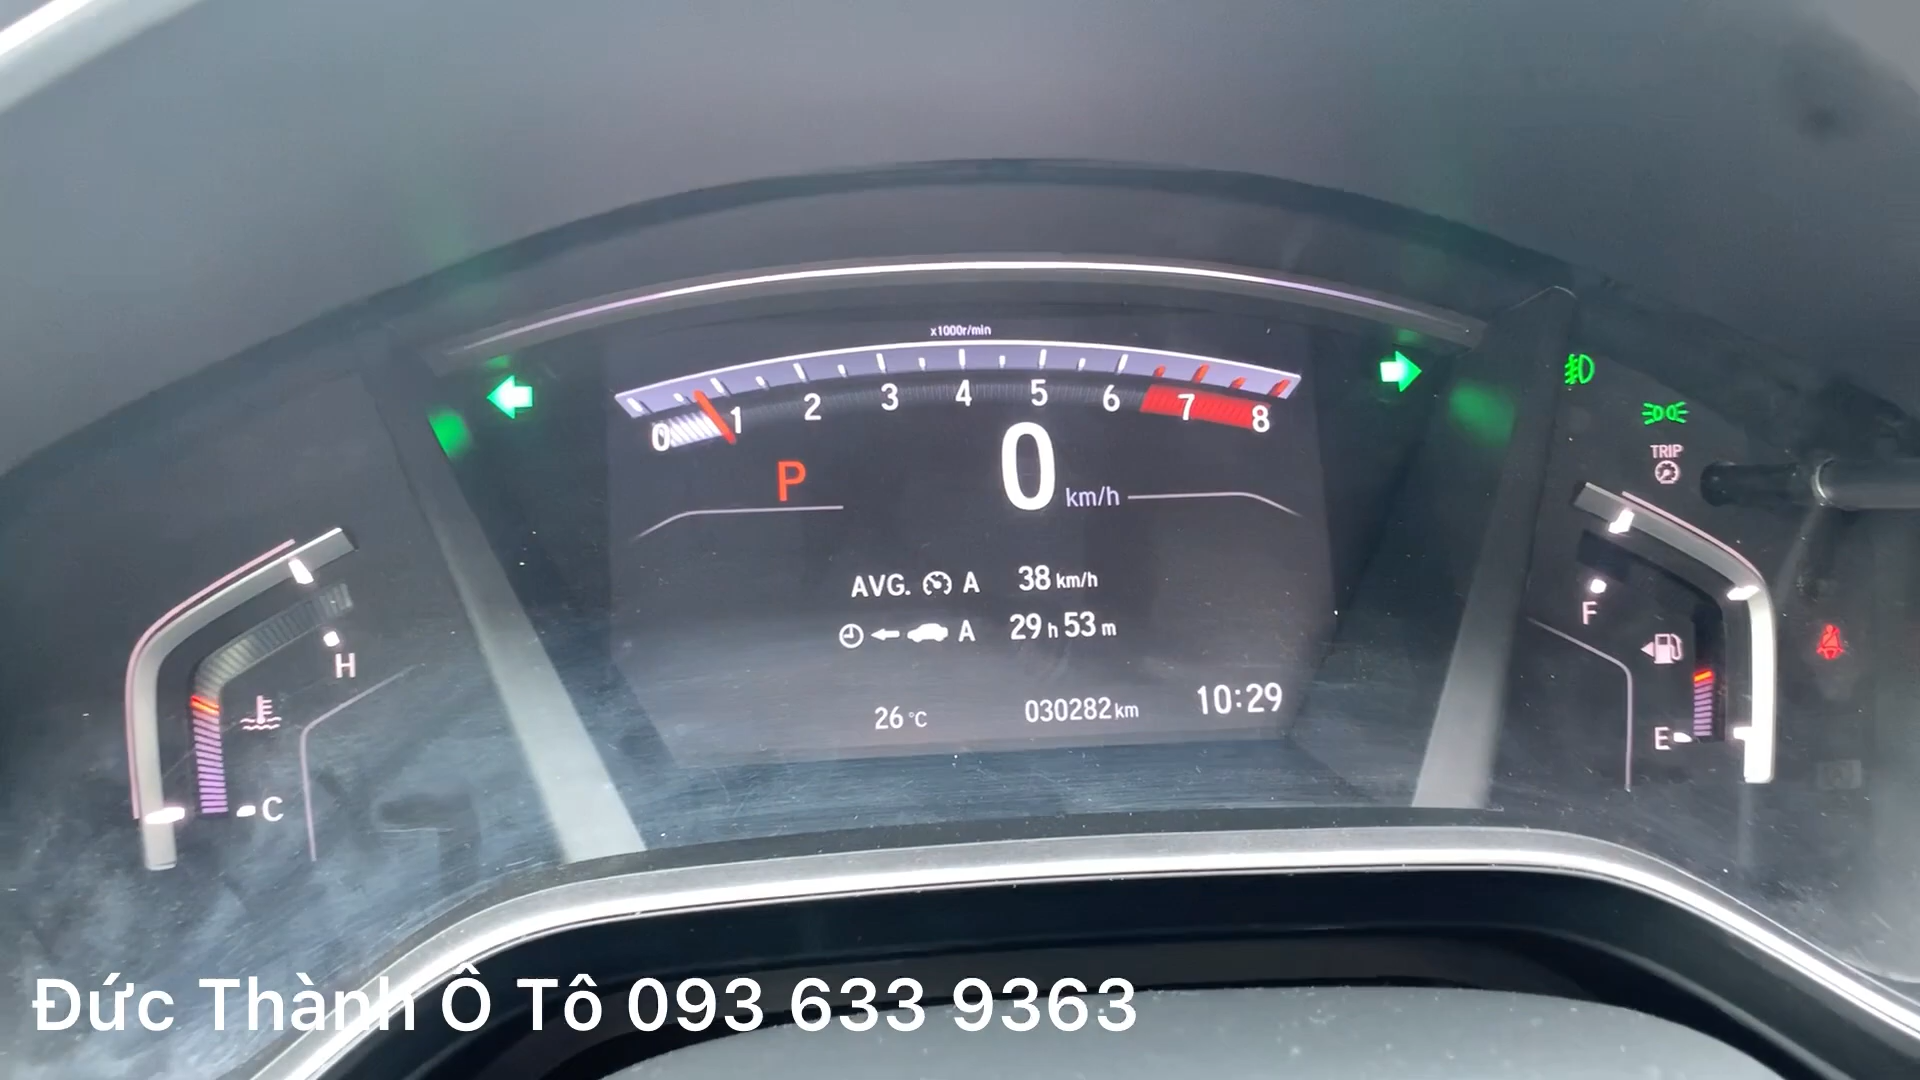 x1000r/min
0 1 2 3 4 5 6 7 8
P
0 km/h
TRIP
AVG. A 38 km/h
A 29 h 53 m
H
F
26 °C 030282 km 10:29
E
C
Đức Thành Ô Tô 093 633 9363